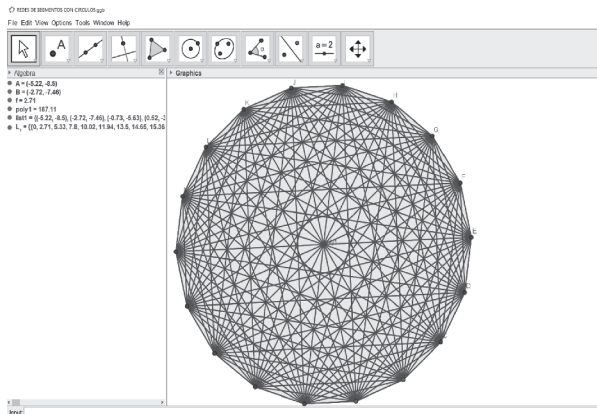 REDES DE SEGMENTOS CON CIRCULOS.ggb
File Edit View Options Tools Window Help
A
α
a = 2
Algebra
Graphics
A = (-5.22, -8.5)
B = (-2.72, -7.46)
f = 2.71
poly1 = 187.11
list1 = {(-5.22, -8.5), (-2.72, -7.46), (-0.73, -5.63), (0.52, -3
L₁ = {{0, 2.71, 5.33, 7.8, 10.02, 11.94, 13.5, 14.65, 15.36
J
K
H
G
F
E
D
L
Input: